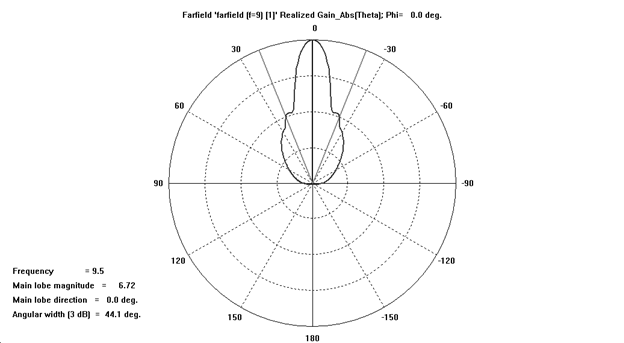 Farfield 'farfield (f=9) [1]' Realized Gain_Abs(Theta); Phi= 0.0 deg.
0
30 -30
60 -60
90 -90
120 -120
150 -150
180
Frequency = 9.5
Main lobe magnitude = 6.72
Main lobe direction = 0.0 deg.
Angular width (3 dB) = 44.1 deg.